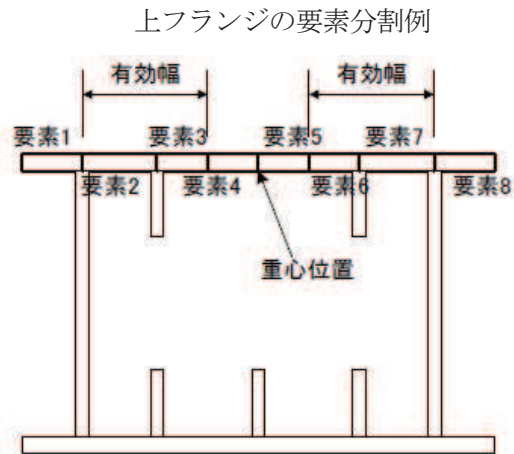 上フランジの要素分割例
有効幅 有効幅
要素1 要素3 要素5 要素7
要素2 要素4 要素6 要素8
重心位置